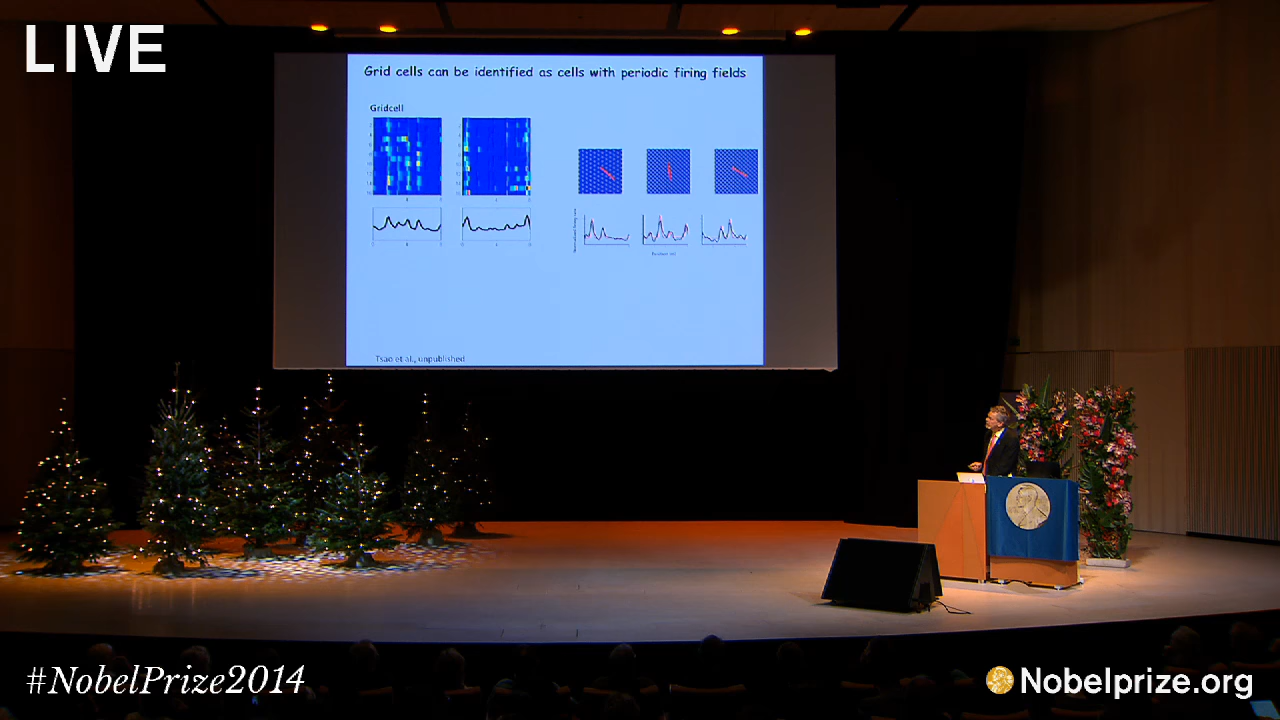 LIVE
Grid cells can be identified as cells with periodic firing fields
Gridcell
Tsao et al., unpublished
#NobelPrize2014
Nobelprize.org